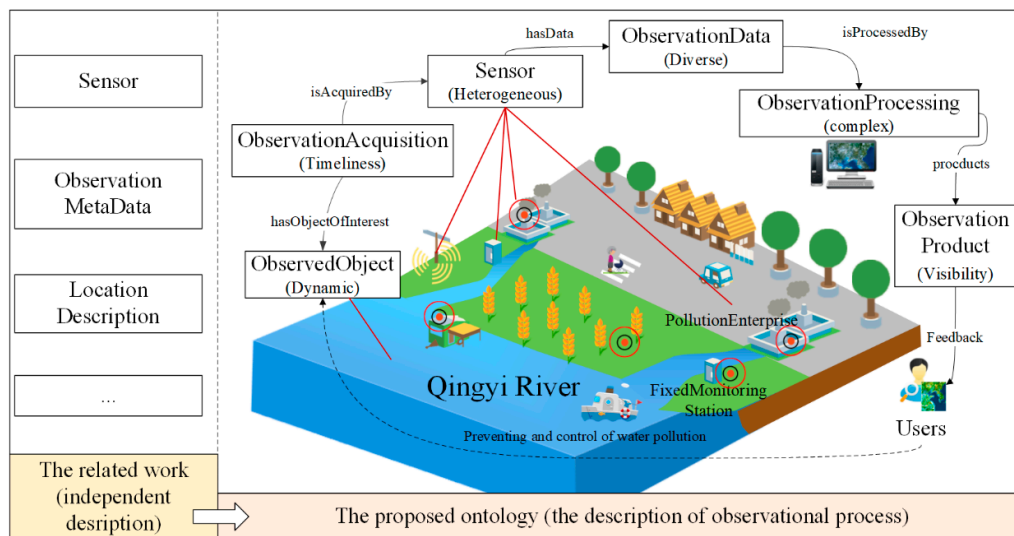 Sensor
Observation
MetaData
Location
Description
...
The related work
(independent
desription)
hasData
ObservationData
(Diverse)
isProcessedBy
Sensor
(Heterogeneous)
isAcquiredBy
ObservationProcessing
(complex)
ObservationAcquisition
(Timeliness)
procducts
hasObjectOfInterest
Observation
Product
(Visibility)
ObservedObject
(Dynamic)
PollutionEnterprise
Feedback
Qingyi River
FixedMonitoring
Station
Users
Preventing and control of water pollution
The proposed ontology (the description of observational process)